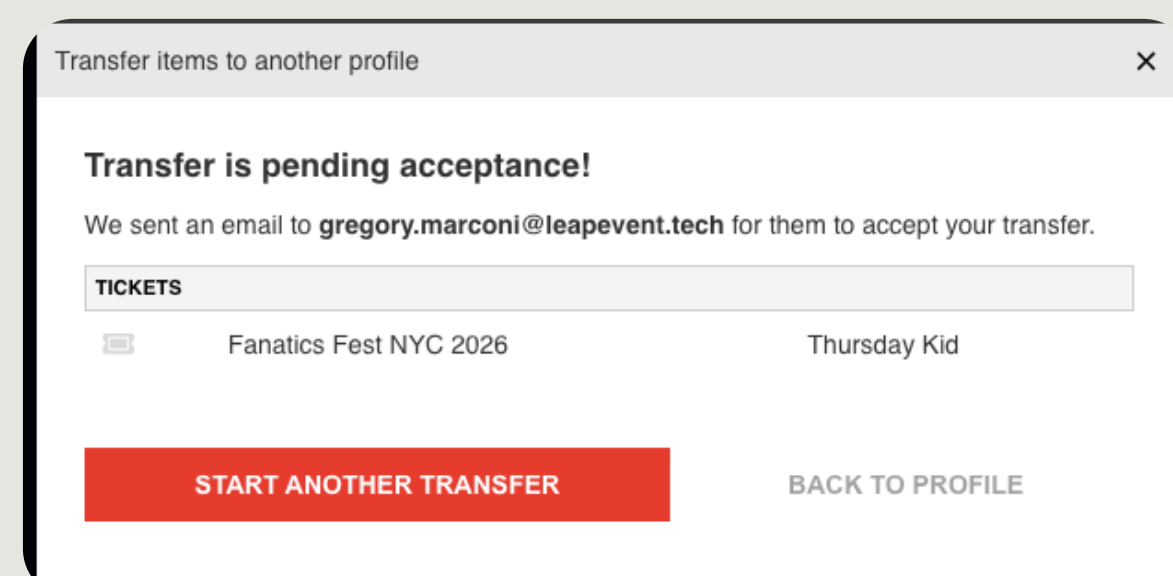 Transfer items to another profile
Transfer is pending acceptance!
We sent an email to gregory.marconi@leapevent.tech for them to accept your transfer.
TICKETS
Fanatics Fest NYC 2026 Thursday Kid
START ANOTHER TRANSFER BACK TO PROFILE